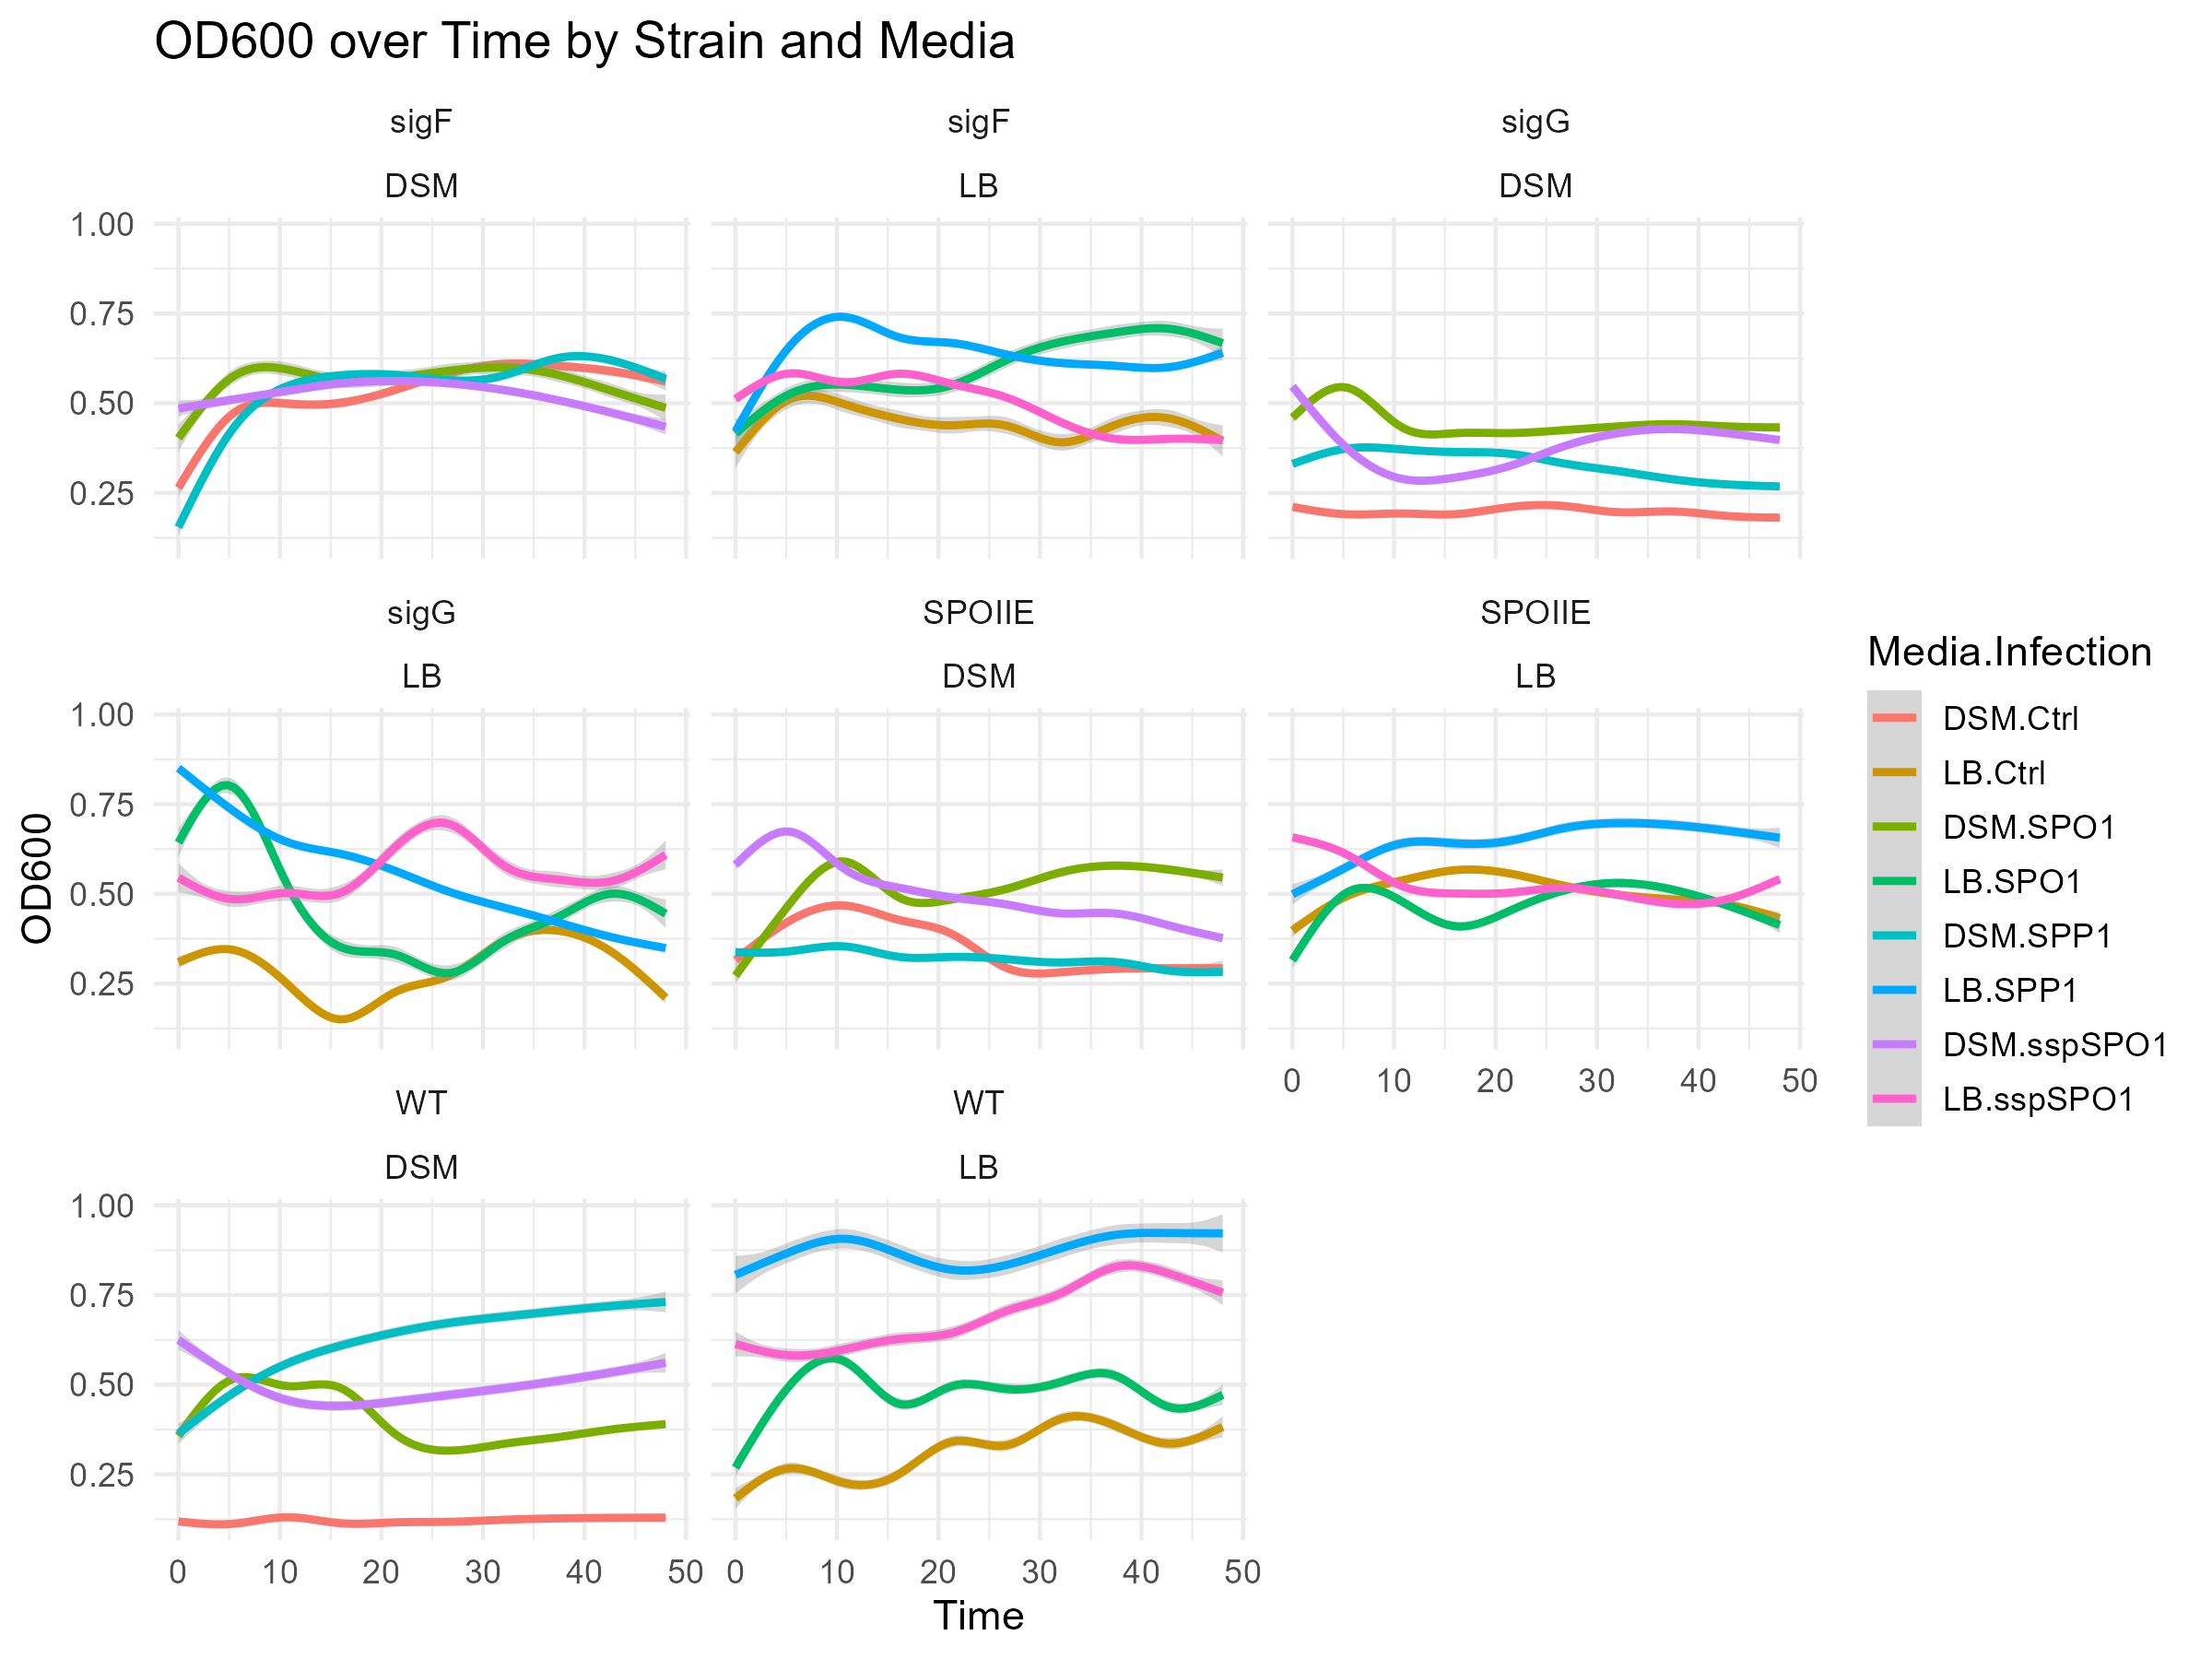 OD600 over Time by Strain and Media
sigF sigF sigG
DSM LB DSM
1.00
0.75
0.50
0.25
sigG SPOIIE SPOIIE
LB DSM LB
1.00
0.75
0.50
0.25
0 10 20 30 40 50
WT WT
DSM LB
1.00
0.75
0.50
0.25
0 10 20 30 40 50 0 10 20 30 40 50
Time
OD600
Media.Infection
DSM.Ctrl
LB.Ctrl
DSM.SPO1
LB.SPO1
DSM.SPP1
LB.SPP1
DSM.sspSPO1
LB.sspSPO1